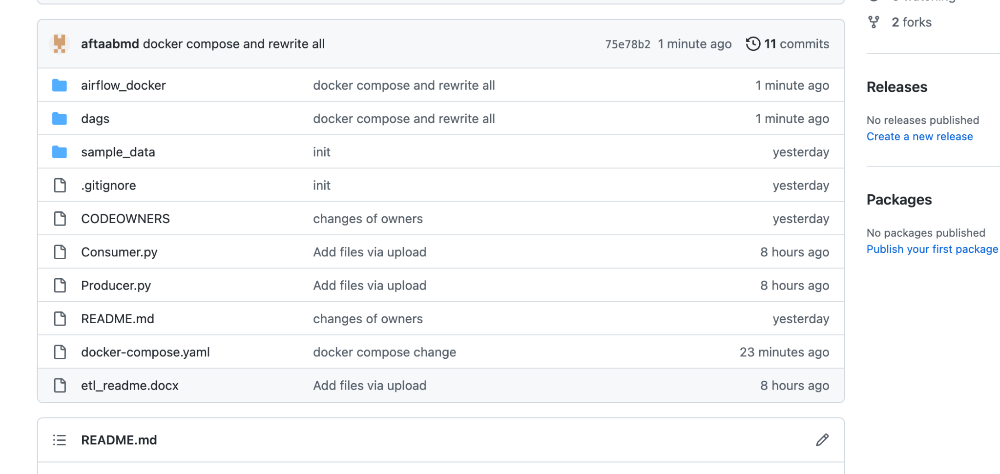 2 forks
aftaabmd docker compose and rewrite all 75e78b2 1 minute ago 11 commits
airflow_docker docker compose and rewrite all 1 minute ago
dags docker compose and rewrite all 1 minute ago
sample_data init yesterday
.gitignore init yesterday
CODEOWNERS changes of owners yesterday
Consumer.py Add files via upload 8 hours ago
Producer.py Add files via upload 8 hours ago
README.md changes of owners yesterday
docker-compose.yaml docker compose change 23 minutes ago
etl_readme.docx Add files via upload 8 hours ago
README.md
Releases
No releases published
Create a new release
Packages
No packages published
Publish your first package